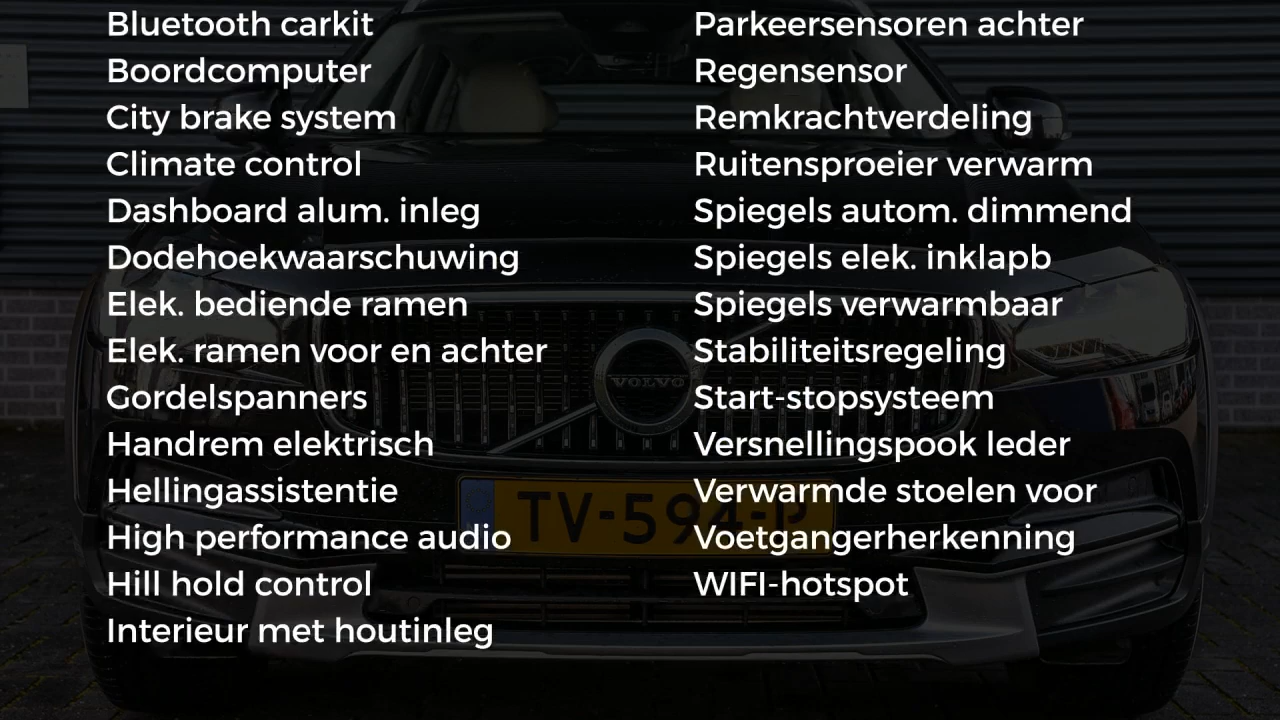 Bluetooth carkit
Boordcomputer
City brake system
Climate control
Dashboard alum. inleg
Dodehoekwaarschuwing
Elek. bediende ramen
Elek. ramen voor en achter
Gordelspanners
Handrem elektrisch
Hellingassistentie
High performance audio
Hill hold control
Interieur met houtinleg
Parkeersensoren achter
Regensensor
Remkrachtverdeling
Ruitensproeier verwarm
Spiegels autom. dimmend
Spiegels elek. inklapb
Spiegels verwarmbaar
Stabiliteitsregeling
Start-stopsysteem
Versnellingspook leder
Verwarmde stoelen voor
Voetgangerherkenning
WIFI-hotspot
VOLVO
TV-594-P